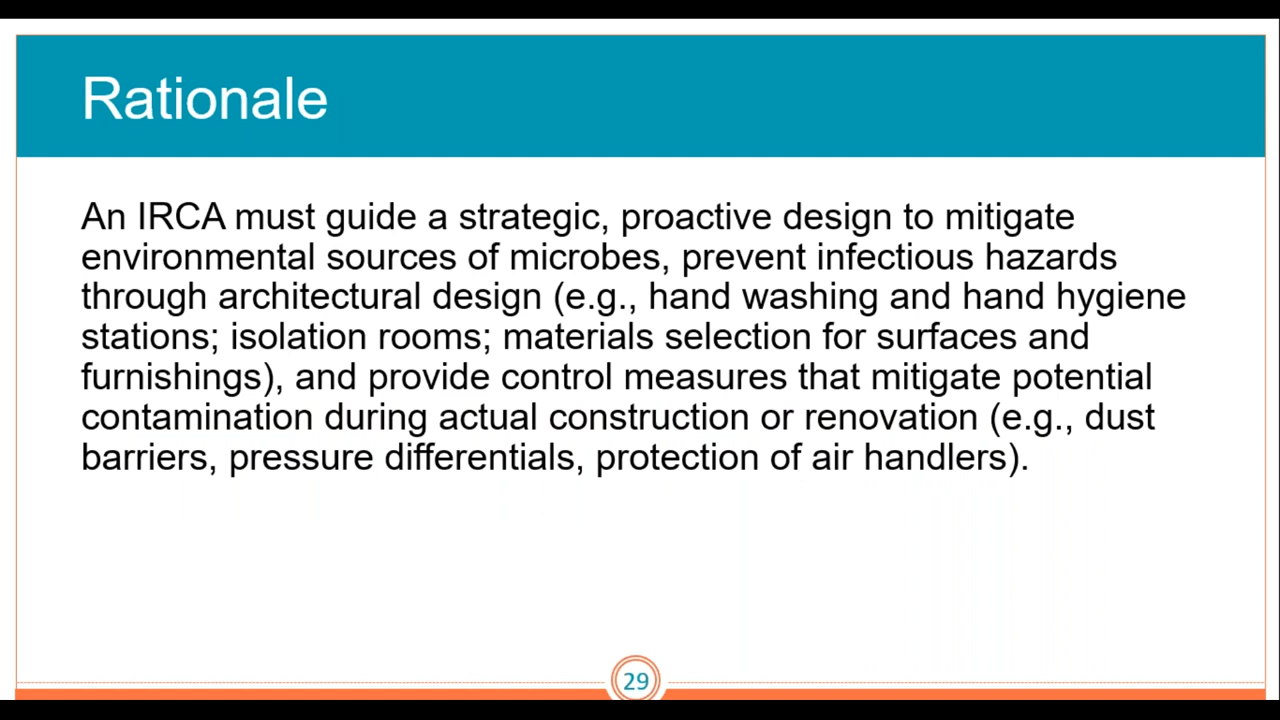 Rationale
An IRCA must guide a strategic, proactive design to mitigate
environmental sources of microbes, prevent infectious hazards
through architectural design (e.g., hand washing and hand hygiene
stations; isolation rooms; materials selection for surfaces and
furnishings), and provide control measures that mitigate potential
contamination during actual construction or renovation (e.g., dust
barriers, pressure differentials, protection of air handlers).
29